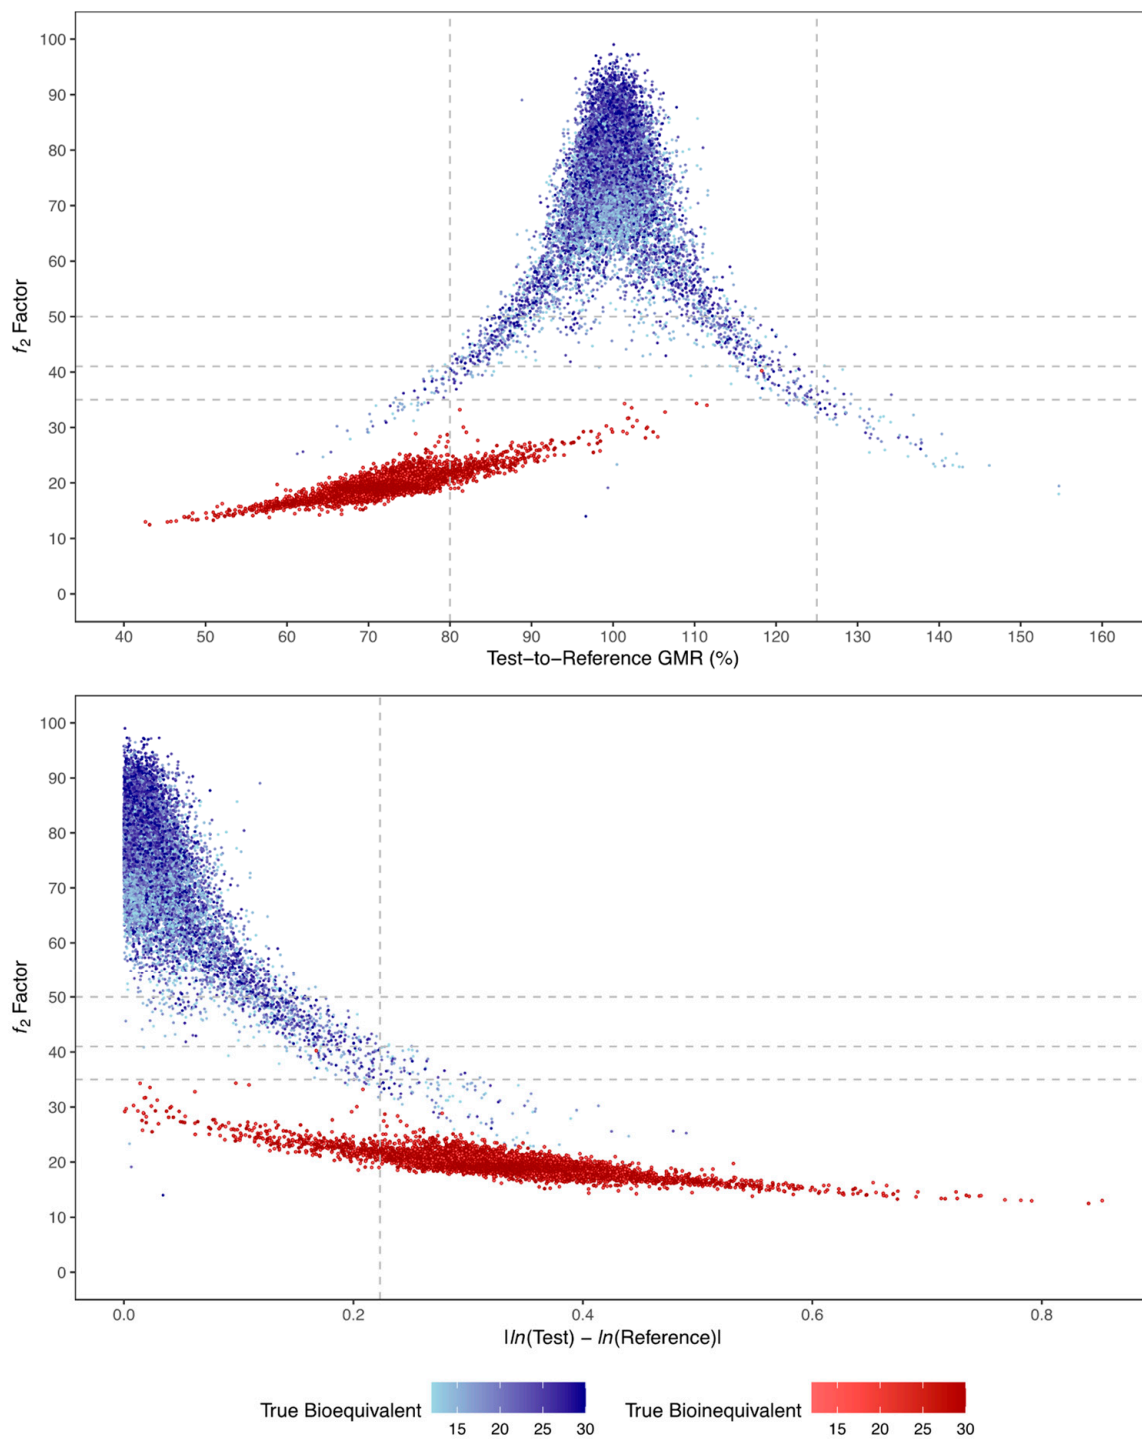 100
90
80
70
60
50
40
30
20
10
0
f₂ Factor
40 50 60 70 80 90 100 110 120 130 140 150 160
Test−to−Reference GMR (%)
100
90
80
70
60
50
40
30
20
10
0
f₂ Factor
0.0 0.2 0.4 0.6 0.8
|ln(Test) − ln(Reference)|
True Bioequivalent
15 20 25 30
True Bioinequivalent
15 20 25 30